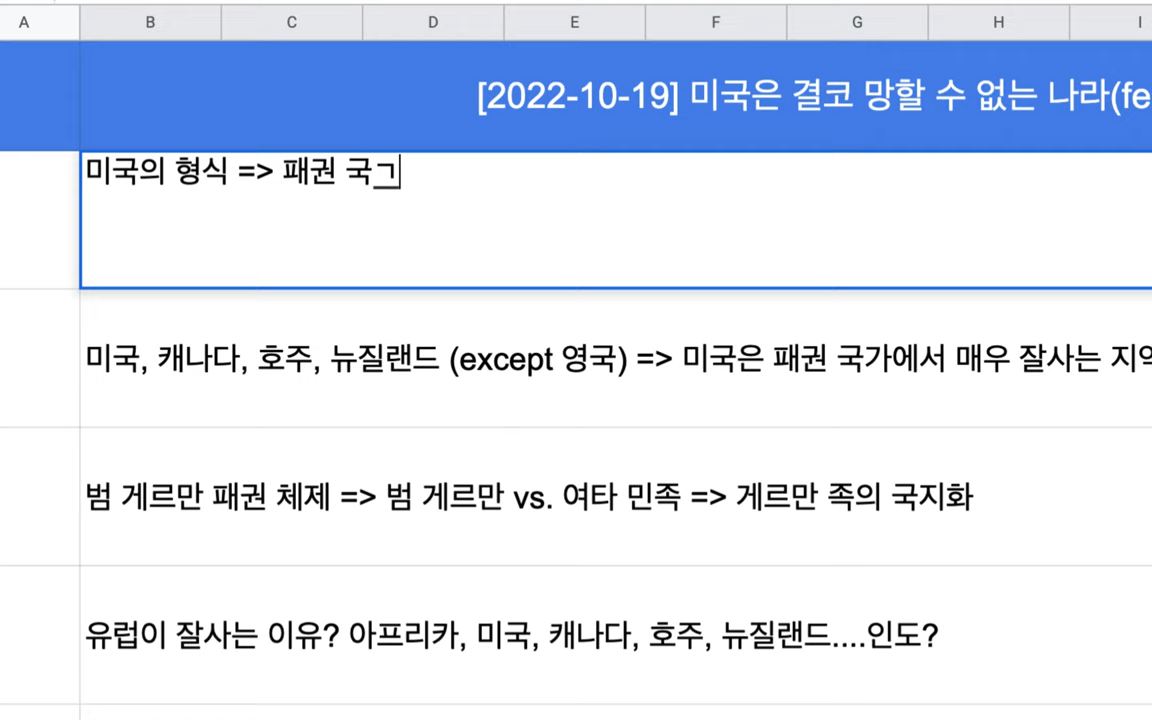 A B C D E F G H I
[2022-10-19] 미국은 결코 망할 수 없는 나라(fe
미국의 형식 => 패권 국ㄱ
미국, 캐나다, 호주, 뉴질랜드 (except 영국) => 미국은 패권 국가에서 매우 잘사는 지역
범 게르만 패권 체제 => 범 게르만 vs. 여타 민족 => 게르만 족의 국지화
유럽이 잘사는 이유? 아프리카, 미국, 캐나다, 호주, 뉴질랜드....인도?